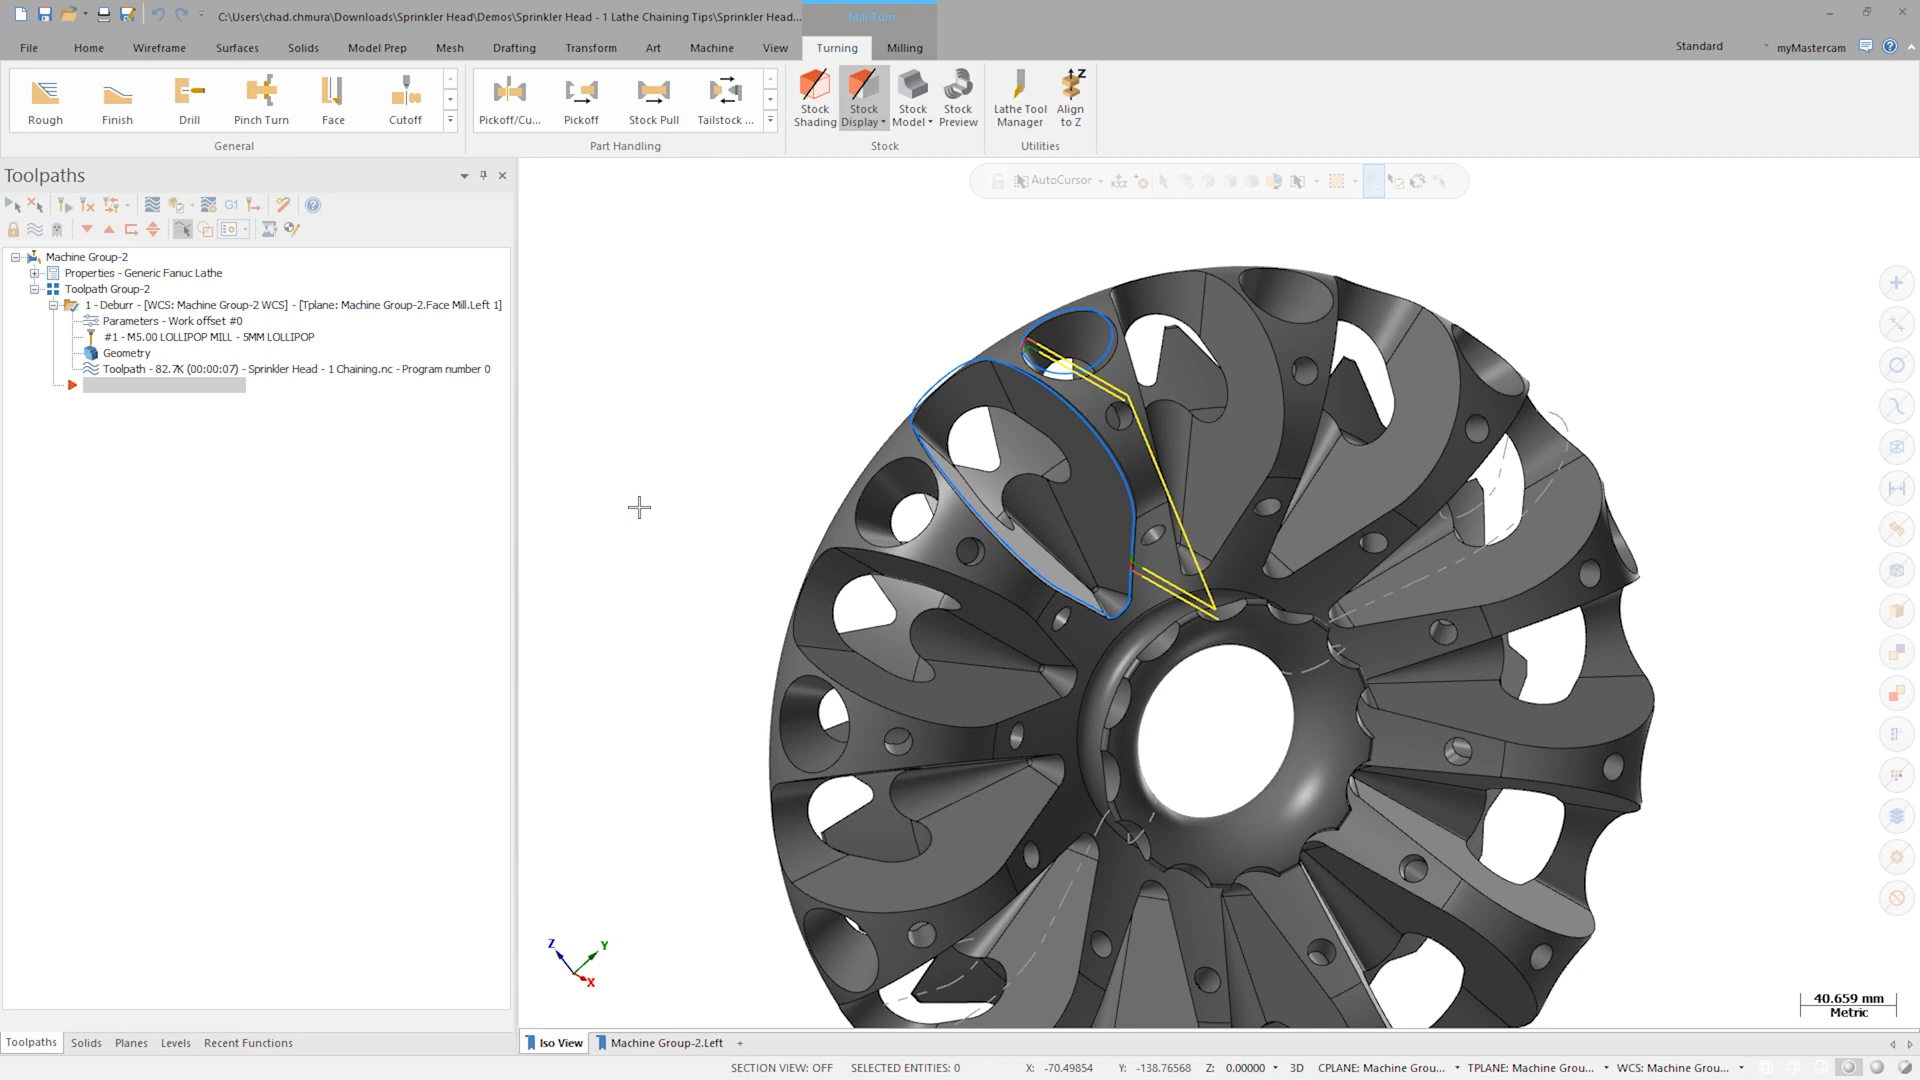 C:\Users\chad.chmura\Downloads\Sprinkler Head\Demos\Sprinkler Head - 1 Lathe Chaining Tips\Sprinkler Head...
Mill-Turn
File Home Wireframe Surfaces Solids Model Prep Mesh Drafting Transform Art Machine View Turning Milling
Standard myMastercam
Rough Finish Drill Pinch Turn Face Cutoff
Pickoff/Cu... Pickoff Stock Pull Tailstock ...
Stock Shading
Stock Display
Stock Model
Stock Preview
Lathe Tool Manager
Align to Z
General Part Handling Stock Utilities
Toolpaths
AutoCursor
G1
Machine Group-2
Properties - Generic Fanuc Lathe
Toolpath Group-2
1 - Deburr - [WCS: Machine Group-2 WCS] - [Tplane: Machine Group-2.Face Mill.Left 1]
Parameters - Work offset #0
#1 - M5.00 LOLLIPOP MILL - 5MM LOLLIPOP
Geometry
Toolpath - 82.7K (00:00:07) - Sprinkler Head - 1 Chaining.nc - Program number 0
Z Y X
40.659 mm
Metric
Toolpaths Solids Planes Levels Recent Functions
Iso View Machine Group-2.Left +
SECTION VIEW: OFF SELECTED ENTITIES: 0 X: -70.49854 Y: -138.76568 Z: 0.00000 3D CPLANE: Machine Grou... TPLANE: Machine Grou... WCS: Machine Grou...